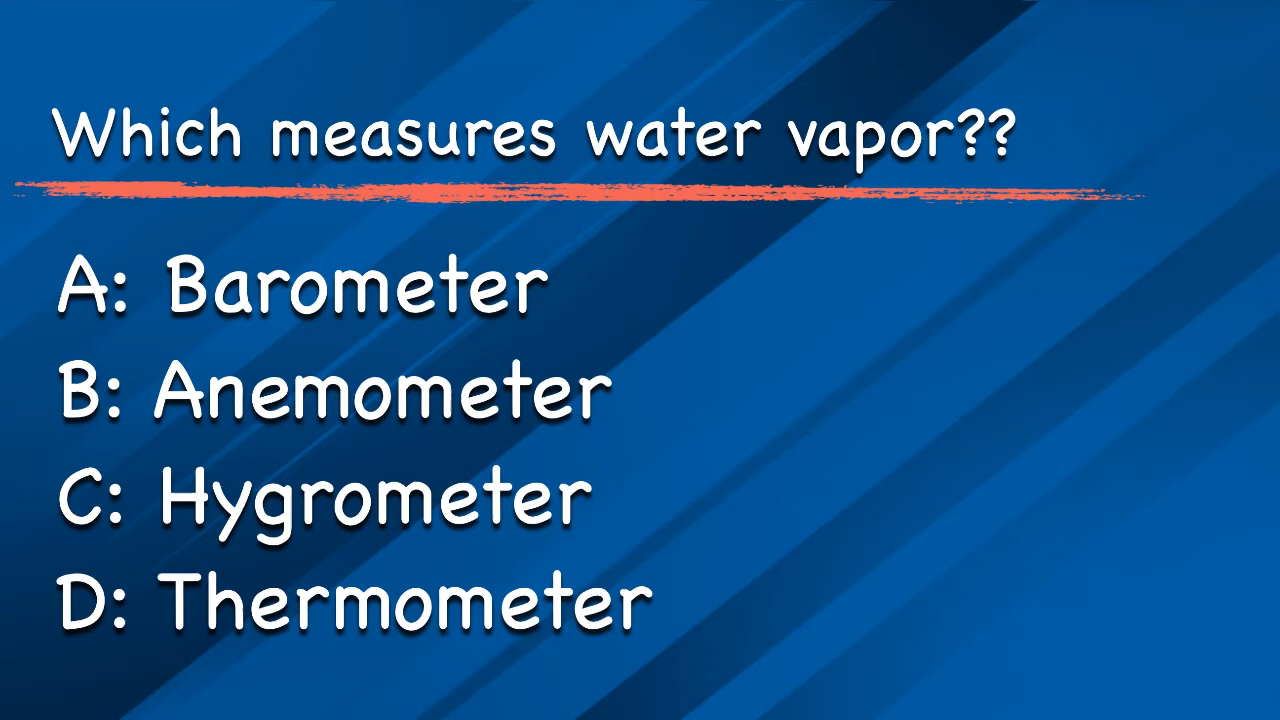 Which measures water vapor??
A: Barometer
B: Anemometer
C: Hygrometer
D: Thermometer